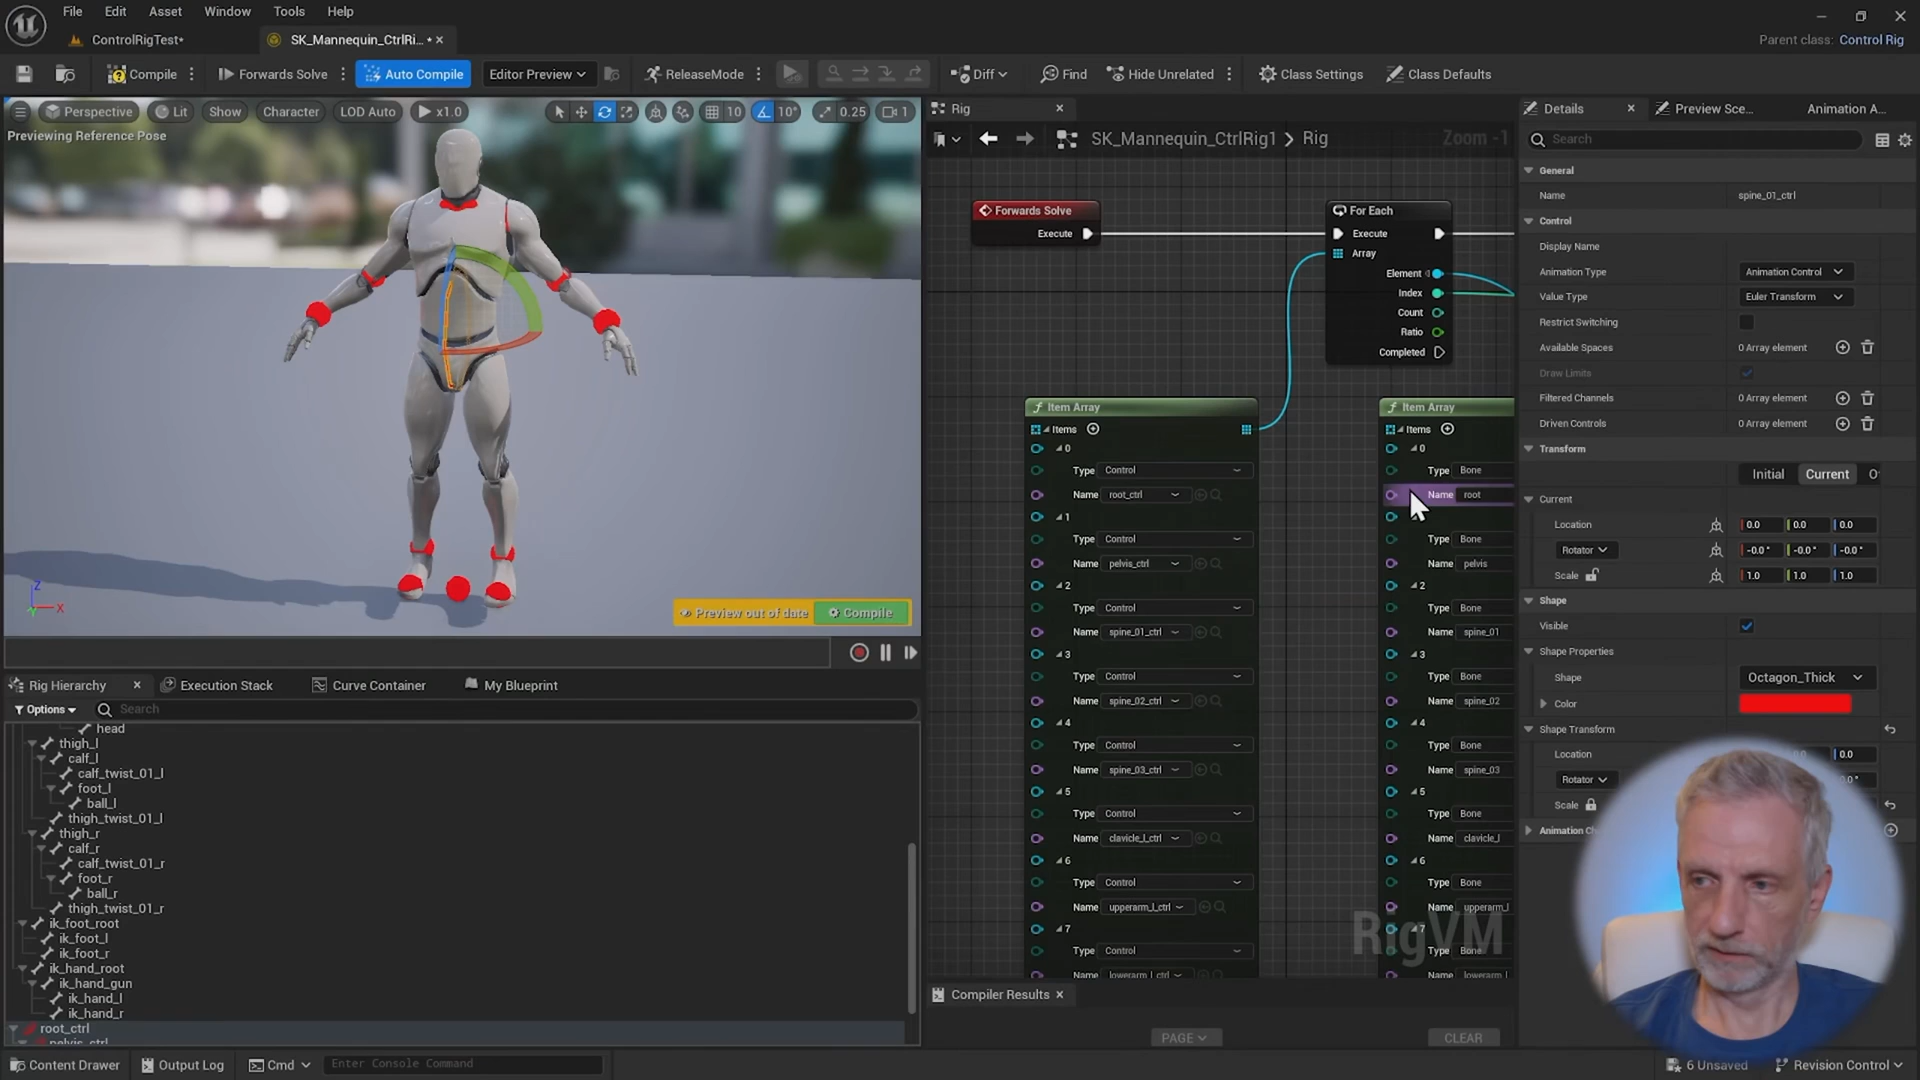 File Edit Asset Window Tools Help
ControlRigTest*
SK_Mannequin_CtrlRi... *
Parent class: Control Rig
Compile
Forwards Solve
Auto Compile
Editor Preview
ReleaseMode
Diff
Find
Hide Unrelated
Class Settings
Class Defaults
Perspective
Lit
Show
Character
LOD Auto
x1.0
10
10°
0.25
1
Previewing Reference Pose
Z
X
Preview out of date
Compile
Rig
SK_Mannequin_CtrlRig1 > Rig
Zoom -1
Forwards Solve
Execute
For Each
Execute
Array
Element
Index
Count
Ratio
Completed
Item Array
Items
0
Type Control
Name root_ctrl
1
Type Control
Name pelvis_ctrl
2
Type Control
Name spine_01_ctrl
3
Type Control
Name spine_02_ctrl
4
Type Control
Name spine_03_ctrl
5
Type Control
Name clavicle_l_ctrl
6
Type Control
Name upperarm_l_ctrl
7
Type Control
Name lowerarm_l_ctrl
Item Array
Items
0
Type Bone
Name root
Type Bone
Name pelvis
2
Type Bone
Name spine_01
3
Type Bone
Name spine_02
4
Type Bone
Name spine_03
5
Type Bone
Name clavicle_l
6
Type Bone
Name upperarm_l
7
Type Bone
Name lowerarm_l
RigVM
Compiler Results
PAGE
CLEAR
Rig Hierarchy
Execution Stack
Curve Container
My Blueprint
Options
Search
head
thigh_l
calf_l
calf_twist_01_l
foot_l
ball_l
thigh_twist_01_l
thigh_r
calf_r
calf_twist_01_r
foot_r
ball_r
thigh_twist_01_r
ik_foot_root
ik_foot_l
ik_foot_r
ik_hand_root
ik_hand_gun
ik_hand_l
ik_hand_r
root_ctrl
pelvis_ctrl
Details
Preview Sce...
Animation A...
Search
General
Name spine_01_ctrl
Control
Display Name
Animation Type Animation Control
Value Type Euler Transform
Restrict Switching
Available Spaces 0 Array element
Draw Limits
Filtered Channels 0 Array element
Driven Controls 0 Array element
Transform
Initial Current
Current
Location 0.0 0.0 0.0
Rotator -0.0° -0.0° -0.0°
Scale 1.0 1.0 1.0
Shape
Visible
Shape Properties
Shape Octagon_Thick
Color
Shape Transform
Location 0.0
Rotator
Scale
Content Drawer
Output Log
Cmd
Enter Console Command
6 Unsaved
Revision Control